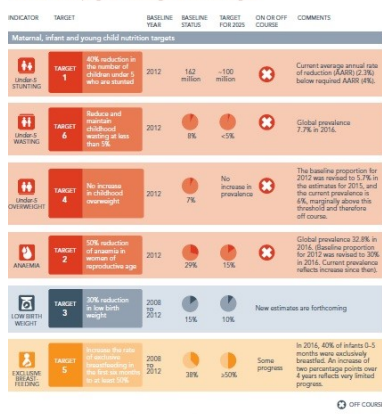 INDICATOR TARGET BASELINE YEAR BASELINE STATUS TARGET FOR 2025 ON OR OFF COURSE COMMENTS
Maternal, infant and young child nutrition targets
Under-5 STUNTING
TARGET 1
40% reduction in
the number of
children under 5
who are stunted
2012
162 million
~100 million
Current average annual rate
of reduction (AARR) (2.3%)
below required AARR (4%).
Under-5 WASTING
TARGET 6
Reduce and
maintain
childhood
wasting at less
than 5%
2012
8%
<5%
Global prevalence
7.7% in 2016.
Under-5 OVERWEIGHT
TARGET 4
No increase
in childhood
overweight
2012
7%
No
increase in
prevalence
The baseline proportion for
2012 was revised to 5.7% in
the estimates for 2015, and
the current prevalence is
6%, marginally above this
threshold and therefore
off course.
ANAEMIA
TARGET 2
50% reduction
of anaemia in
women of
reproductive age
2012
29%
15%
Global prevalence 32.8% in
2016. (Baseline proportion
for 2012 was revised to 30%
in 2016. Current prevalence
reflects increase since then).
LOW BIRTH WEIGHT
TARGET 3
30% reduction
in low birth
weight
2008 TO 2012
15%
10%
New estimates are forthcoming
EXCLUSIVE BREAST-FEEDING
TARGET 5
Increase the rate
of exclusive
breastfeeding in
the first six months
to at least 50%
2008 TO 2012
38%
≥50%
Some
progress
In 2016, 40% of infants 0–5
months were exclusively
breastfed. An increase of
two percentage points over
4 years reflects very limited
progress.
OFF COURS